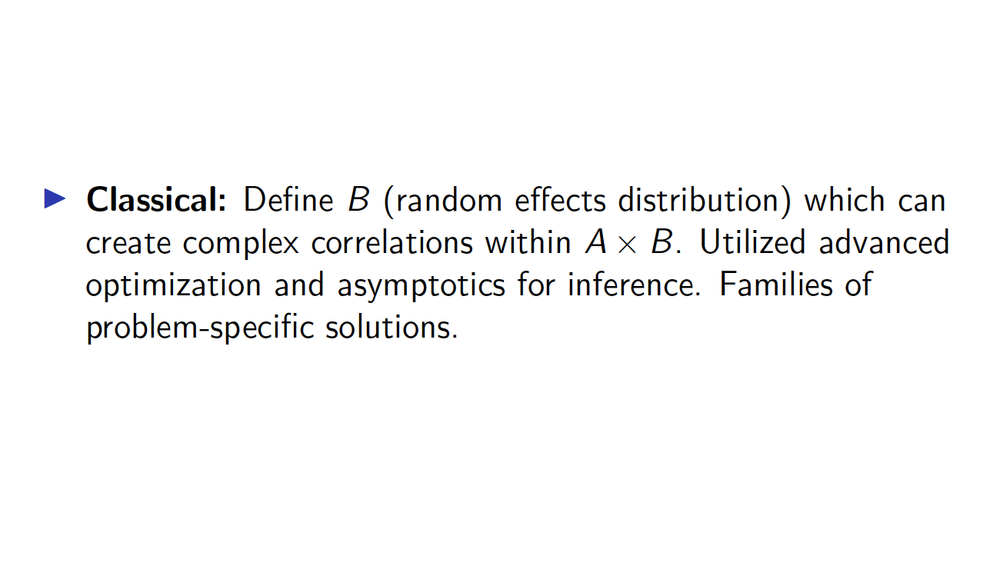 ▶ Classical: Define B (random effects distribution) which can
create complex correlations within A × B. Utilized advanced
optimization and asymptotics for inference. Families of
problem-specific solutions.